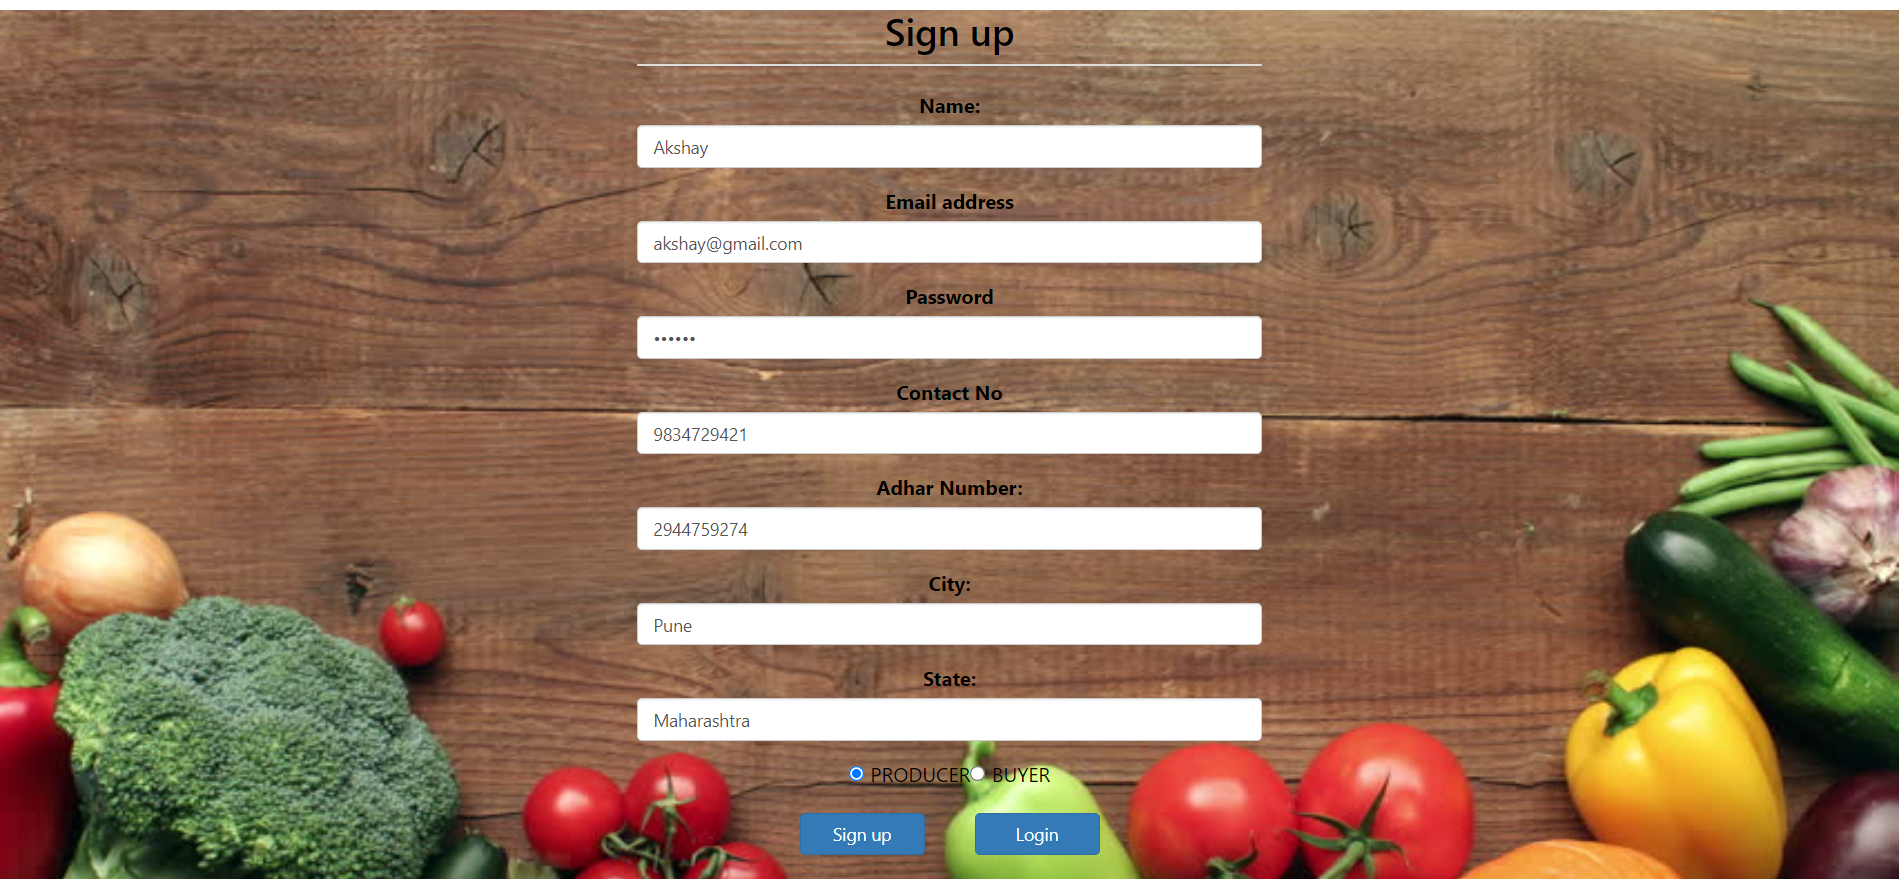 Sign up
Name:
Akshay
Email address
akshay@gmail.com
Password
••••••
Contact No
9834729421
Adhar Number:
2944759274
City:
Pune
State:
Maharashtra
PRODUCER BUYER
Sign up Login